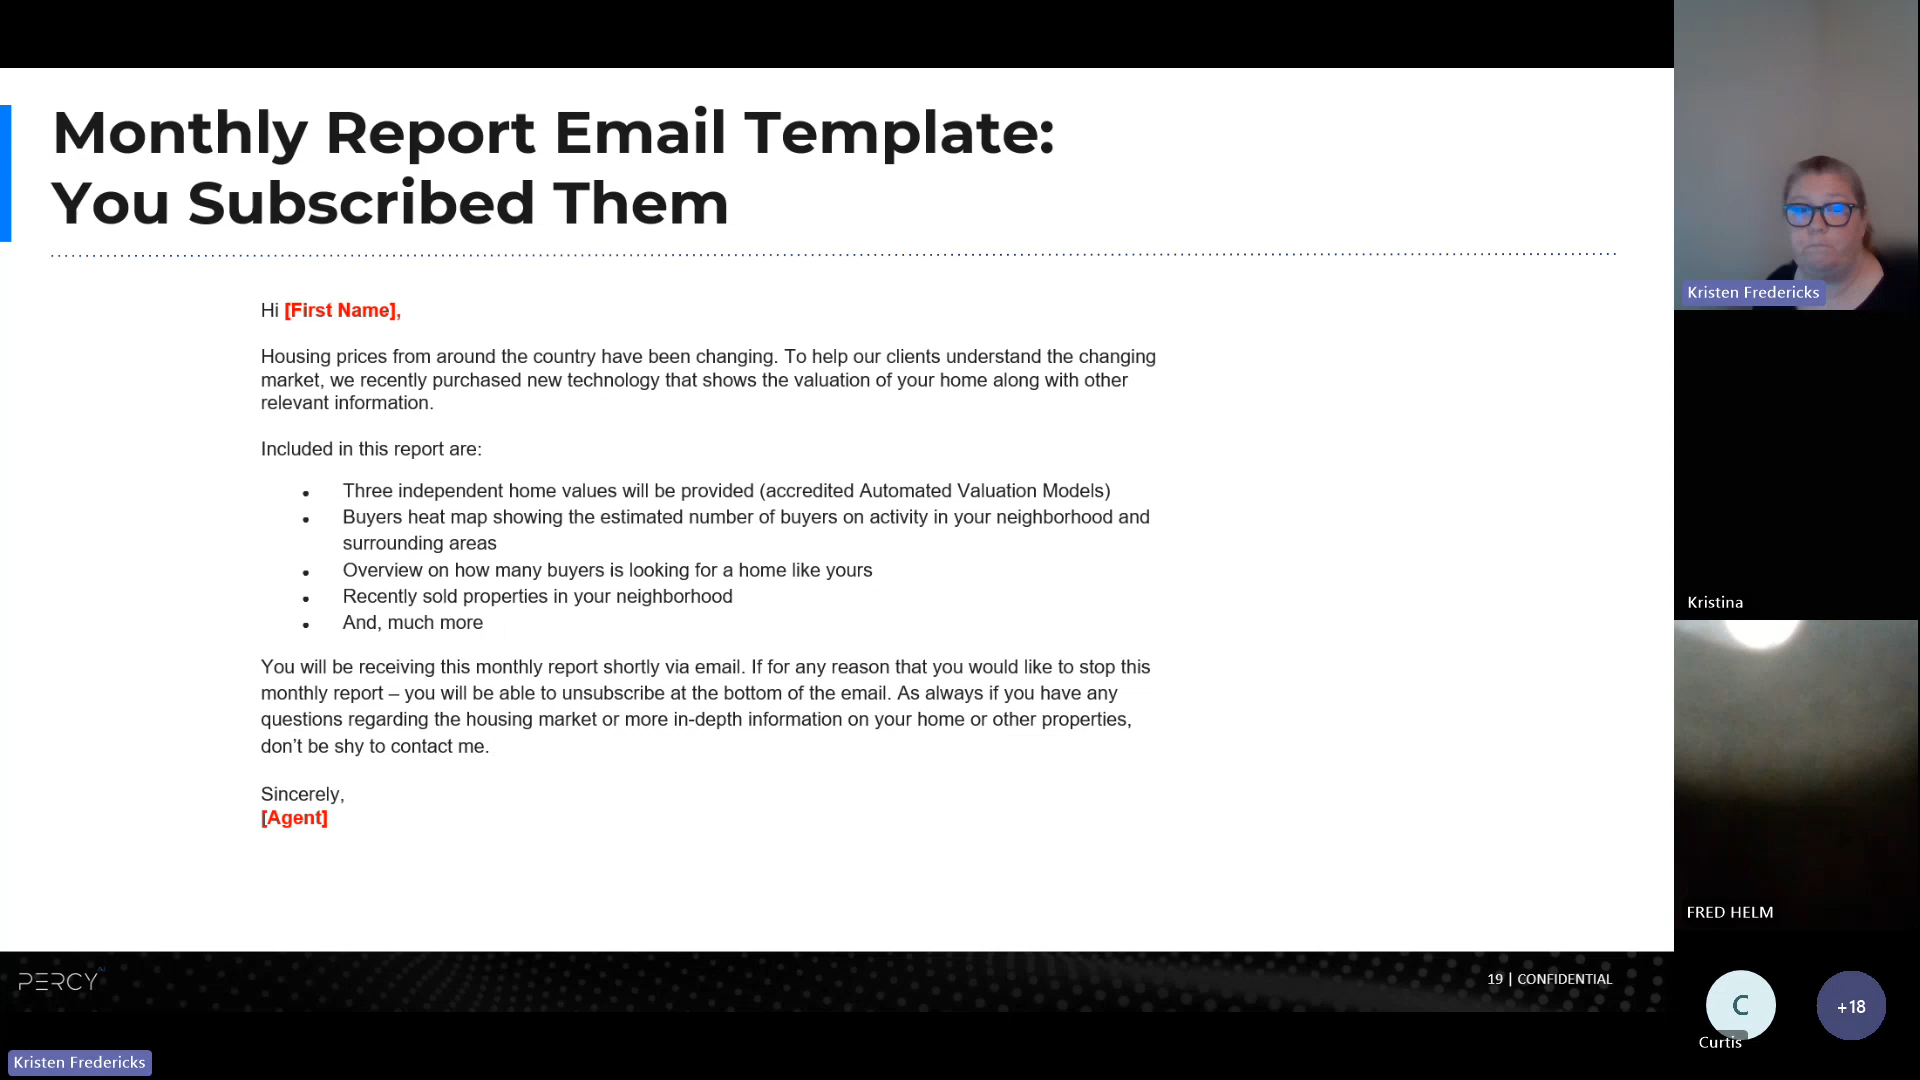 Monthly Report Email Template:
You Subscribed Them
Hi [First Name],
Housing prices from around the country have been changing. To help our clients understand the changing
market, we recently purchased new technology that shows the valuation of your home along with other
relevant information.
Included in this report are:
• Three independent home values will be provided (accredited Automated Valuation Models)
• Buyers heat map showing the estimated number of buyers on activity in your neighborhood and
surrounding areas
• Overview on how many buyers is looking for a home like yours
• Recently sold properties in your neighborhood
• And, much more
You will be receiving this monthly report shortly via email. If for any reason that you would like to stop this
monthly report – you will be able to unsubscribe at the bottom of the email. As always if you have any
questions regarding the housing market or more in-depth information on your home or other properties,
don’t be shy to contact me.
Sincerely,
[Agent]
PERCY AI
19 | CONFIDENTIAL
Kristen Fredericks
Kristen Fredericks
Kristina
FRED HELM
C
Curtis
+18